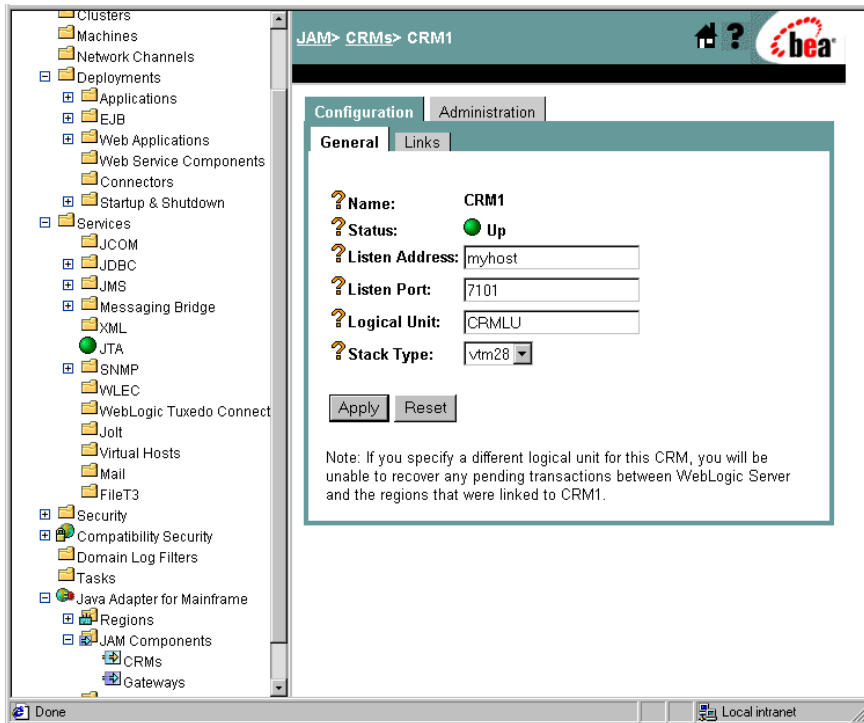 Clusters
Machines
Network Channels
Deployments
Applications
EJB
Web Applications
Web Service Components
Connectors
Startup & Shutdown
Services
JCOM
JDBC
JMS
Messaging Bridge
XML
JTA
SNMP
WLEC
WebLogic Tuxedo Connect
Jolt
Virtual Hosts
Mail
FileT3
Security
Compatibility Security
Domain Log Filters
Tasks
Java Adapter for Mainframe
Regions
JAM Components
CRMs
Gateways
JAM> CRMs> CRM1
bea
Configuration Administration
General Links
Name: CRM1
Status: Up
Listen Address: myhost
Listen Port: 7101
Logical Unit: CRMLU
Stack Type: vtm28
Apply Reset
Note: If you specify a different logical unit for this CRM, you will be
unable to recover any pending transactions between WebLogic Server
and the regions that were linked to CRM1.
Done Local intranet